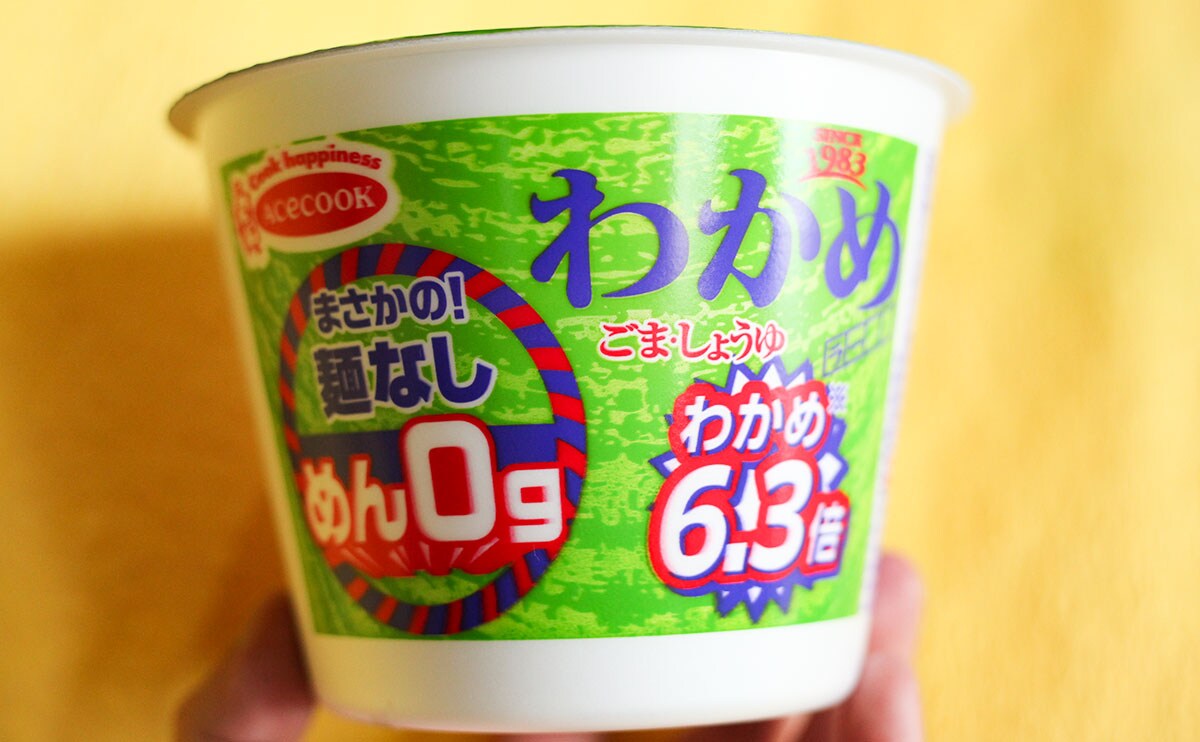 Cook happiness
ACECOOK
SINCE
1983
わかめ
ごま・しょうゆ
まさかの!
麺なし
めん0g
わかめ※
6.3倍